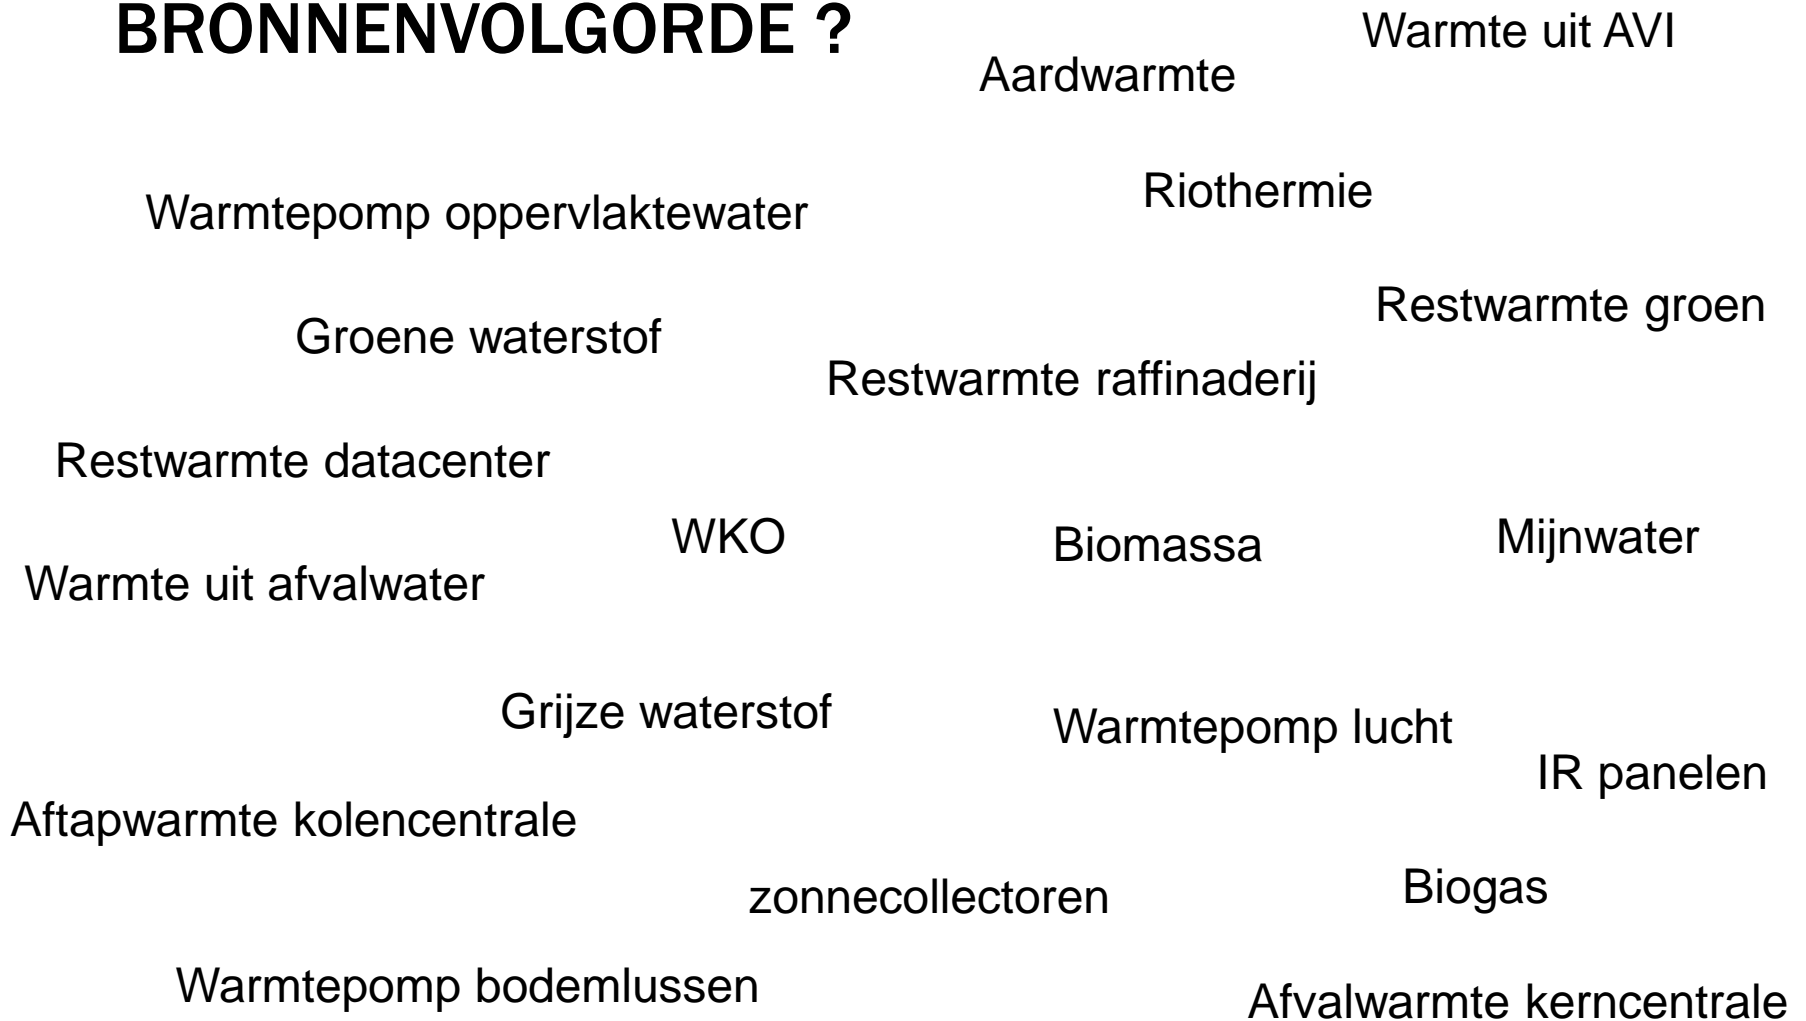 BRONNENVOLGORDE ?
Warmte uit AVI
Aardwarmte
Riothermie
Warmtepomp oppervlaktewater
Restwarmte groen
Groene waterstof
Restwarmte raffinaderij
Restwarmte datacenter
WKO
Biomassa
Mijnwater
Warmte uit afvalwater
Grijze waterstof
Warmtepomp lucht
IR panelen
Aftapwarmte kolencentrale
zonnecollectoren
Biogas
Warmtepomp bodemlussen
Afvalwarmte kerncentrale